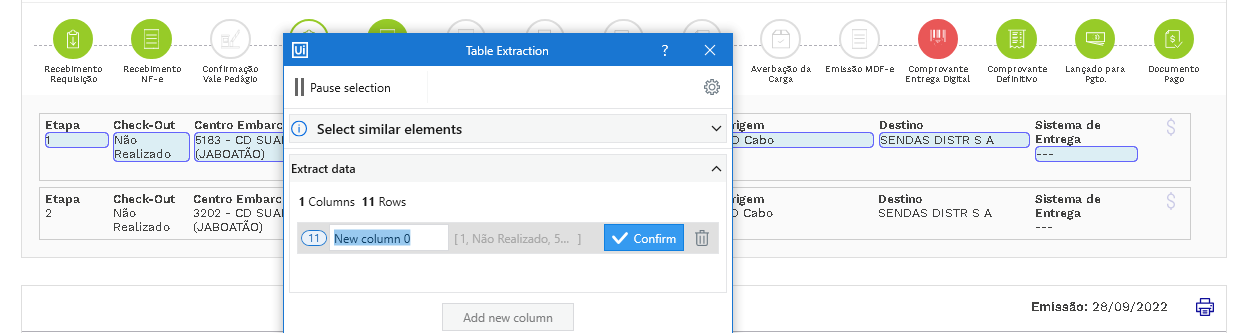 Recebimento
Requisição
Recebimento
NF-e
Confirmação
Vale Pedágio
Averbação da
Carga
Emissão MDF-e
Comprovante
Entrega Digital
Comprovante
Definitivo
Lançado para
Pgto.
Documento
Pago
Ui Table Extraction ? ×
Pause selection
Select similar elements
Extract data
1 Columns 11 Rows
11 New column 0 [ 1, Não Realizado, 5... ] Confirm
Add new column
Etapa
1
Check-Out
Não
Realizado
Centro Embarc
5183 - CD SUA
(JABOATÃO)
rigem
O Cabo
Destino
SENDAS DISTR S A
Sistema de
Entrega
---
Etapa
2
Check-Out
Não
Realizado
Centro Embarc
3202 - CD SUA
(JABOATÃO)
rigem
O Cabo
Destino
SENDAS DISTR S A
Sistema de
Entrega
---
Emissão: 28/09/2022